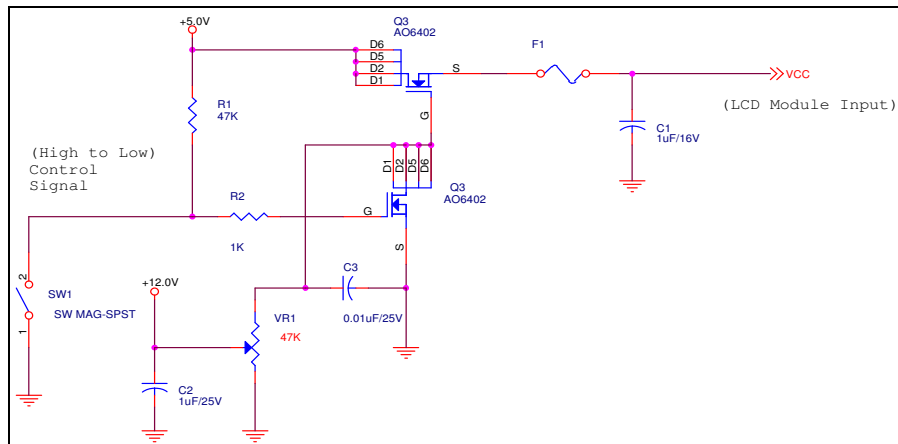 +5.0V
Q3
AO6402
D6
D5
D2
D1
S
G
F1
VCC
(LCD Module Input)
C1
1uF/16V
R1
47K
(High to Low)
Control
Signal
D1
D2
D5
D6
Q3
AO6402
G
S
R2
1K
+12.0V
2
SW1
SW MAG-SPST
1
C3
0.01uF/25V
VR1
47K
C2
1uF/25V